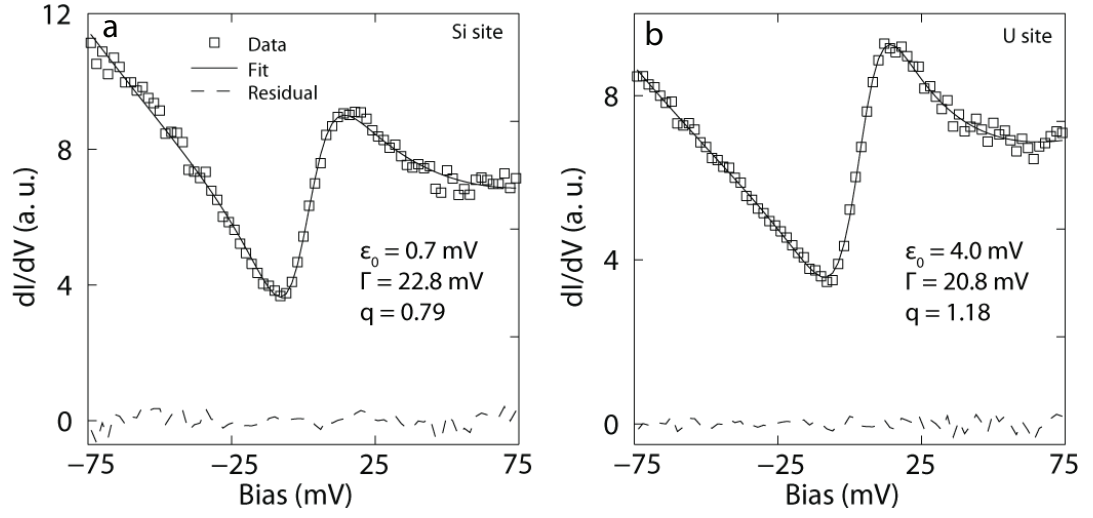 a
Si site
Data
Fit
Residual
12
8
4
0
dI/dV (a. u.)
ε₀ = 0.7 mV
Γ = 22.8 mV
q = 0.79
−75
−25
25
75
Bias (mV)
b
U site
8
4
0
dI/dV (a. u.)
ε₀ = 4.0 mV
Γ = 20.8 mV
q = 1.18
−75
−25
25
75
Bias (mV)